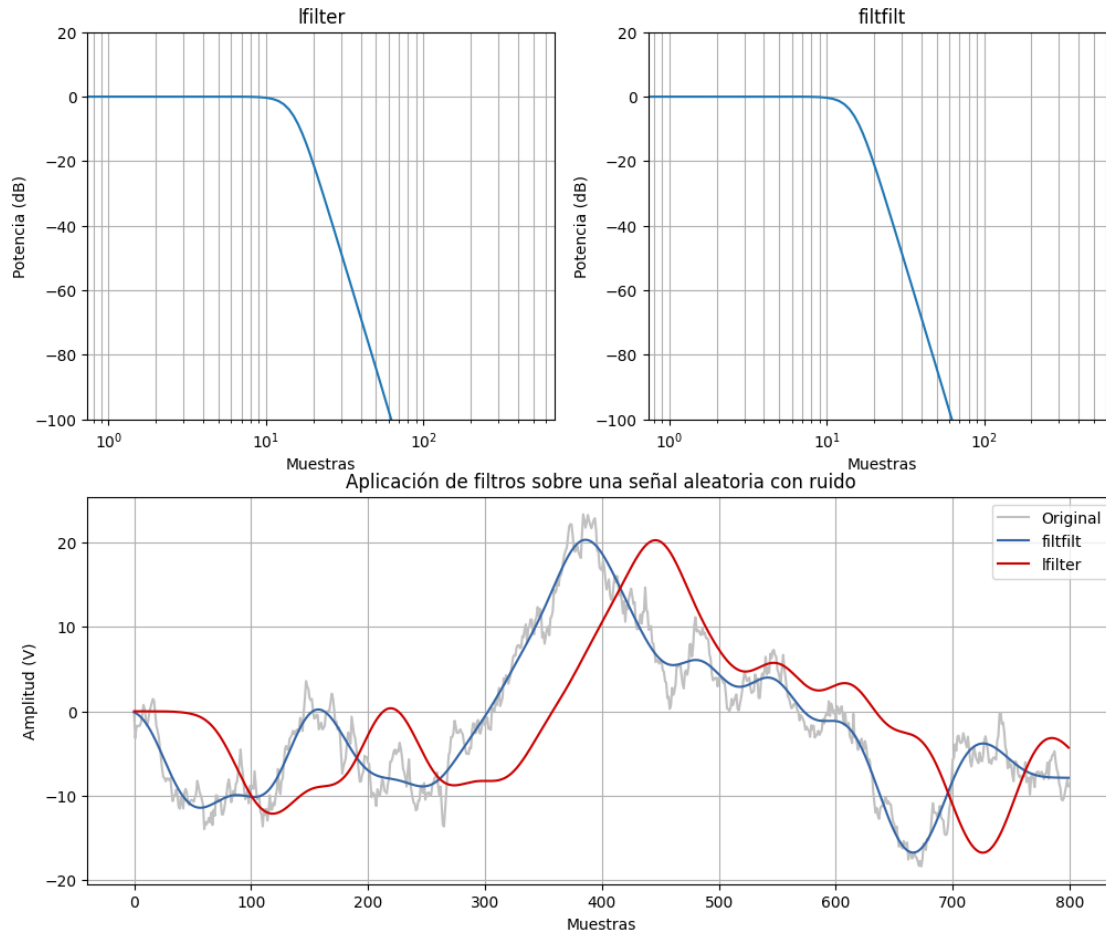 lfilter
20
0
−20
−40
−60
−80
−100
Potencia (dB)
10⁰
10¹
10²
Muestras
filtfilt
20
0
−20
−40
−60
−80
−100
Potencia (dB)
10⁰
10¹
10²
Muestras
Aplicación de filtros sobre una señal aleatoria con ruido
20
10
0
−10
−20
Amplitud (V)
Original
filtfilt
lfilter
0
100
200
300
400
500
600
700
800
Muestras